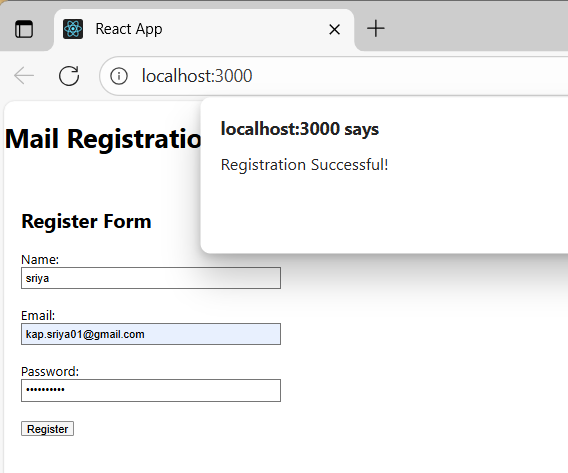 React App
localhost:3000
localhost:3000 says
Registration Successful!
Mail Registratio
Register Form
Name:
sriya
Email:
kap.sriya01@gmail.com
Password:
••••••••••
Register